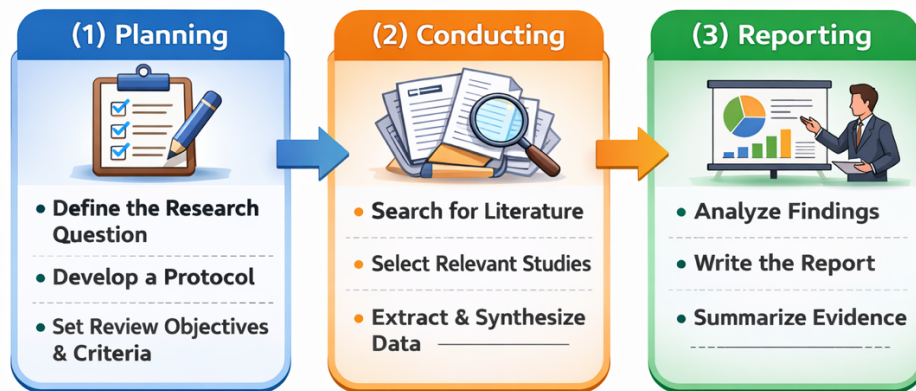 (1) Planning
• Define the Research
Question
• Develop a Protocol
• Set Review Objectives
& Criteria
(2) Conducting
• Search for Literature
• Select Relevant Studies
• Extract & Synthesize
Data
(3) Reporting
• Analyze Findings
• Write the Report
• Summarize Evidence